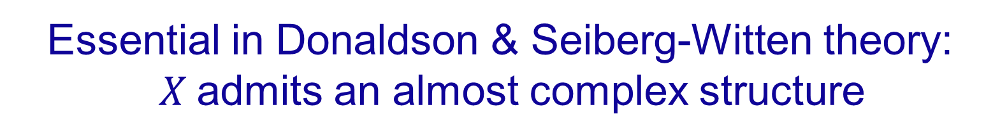 Essential in Donaldson & Seiberg-Witten theory:
X admits an almost complex structure